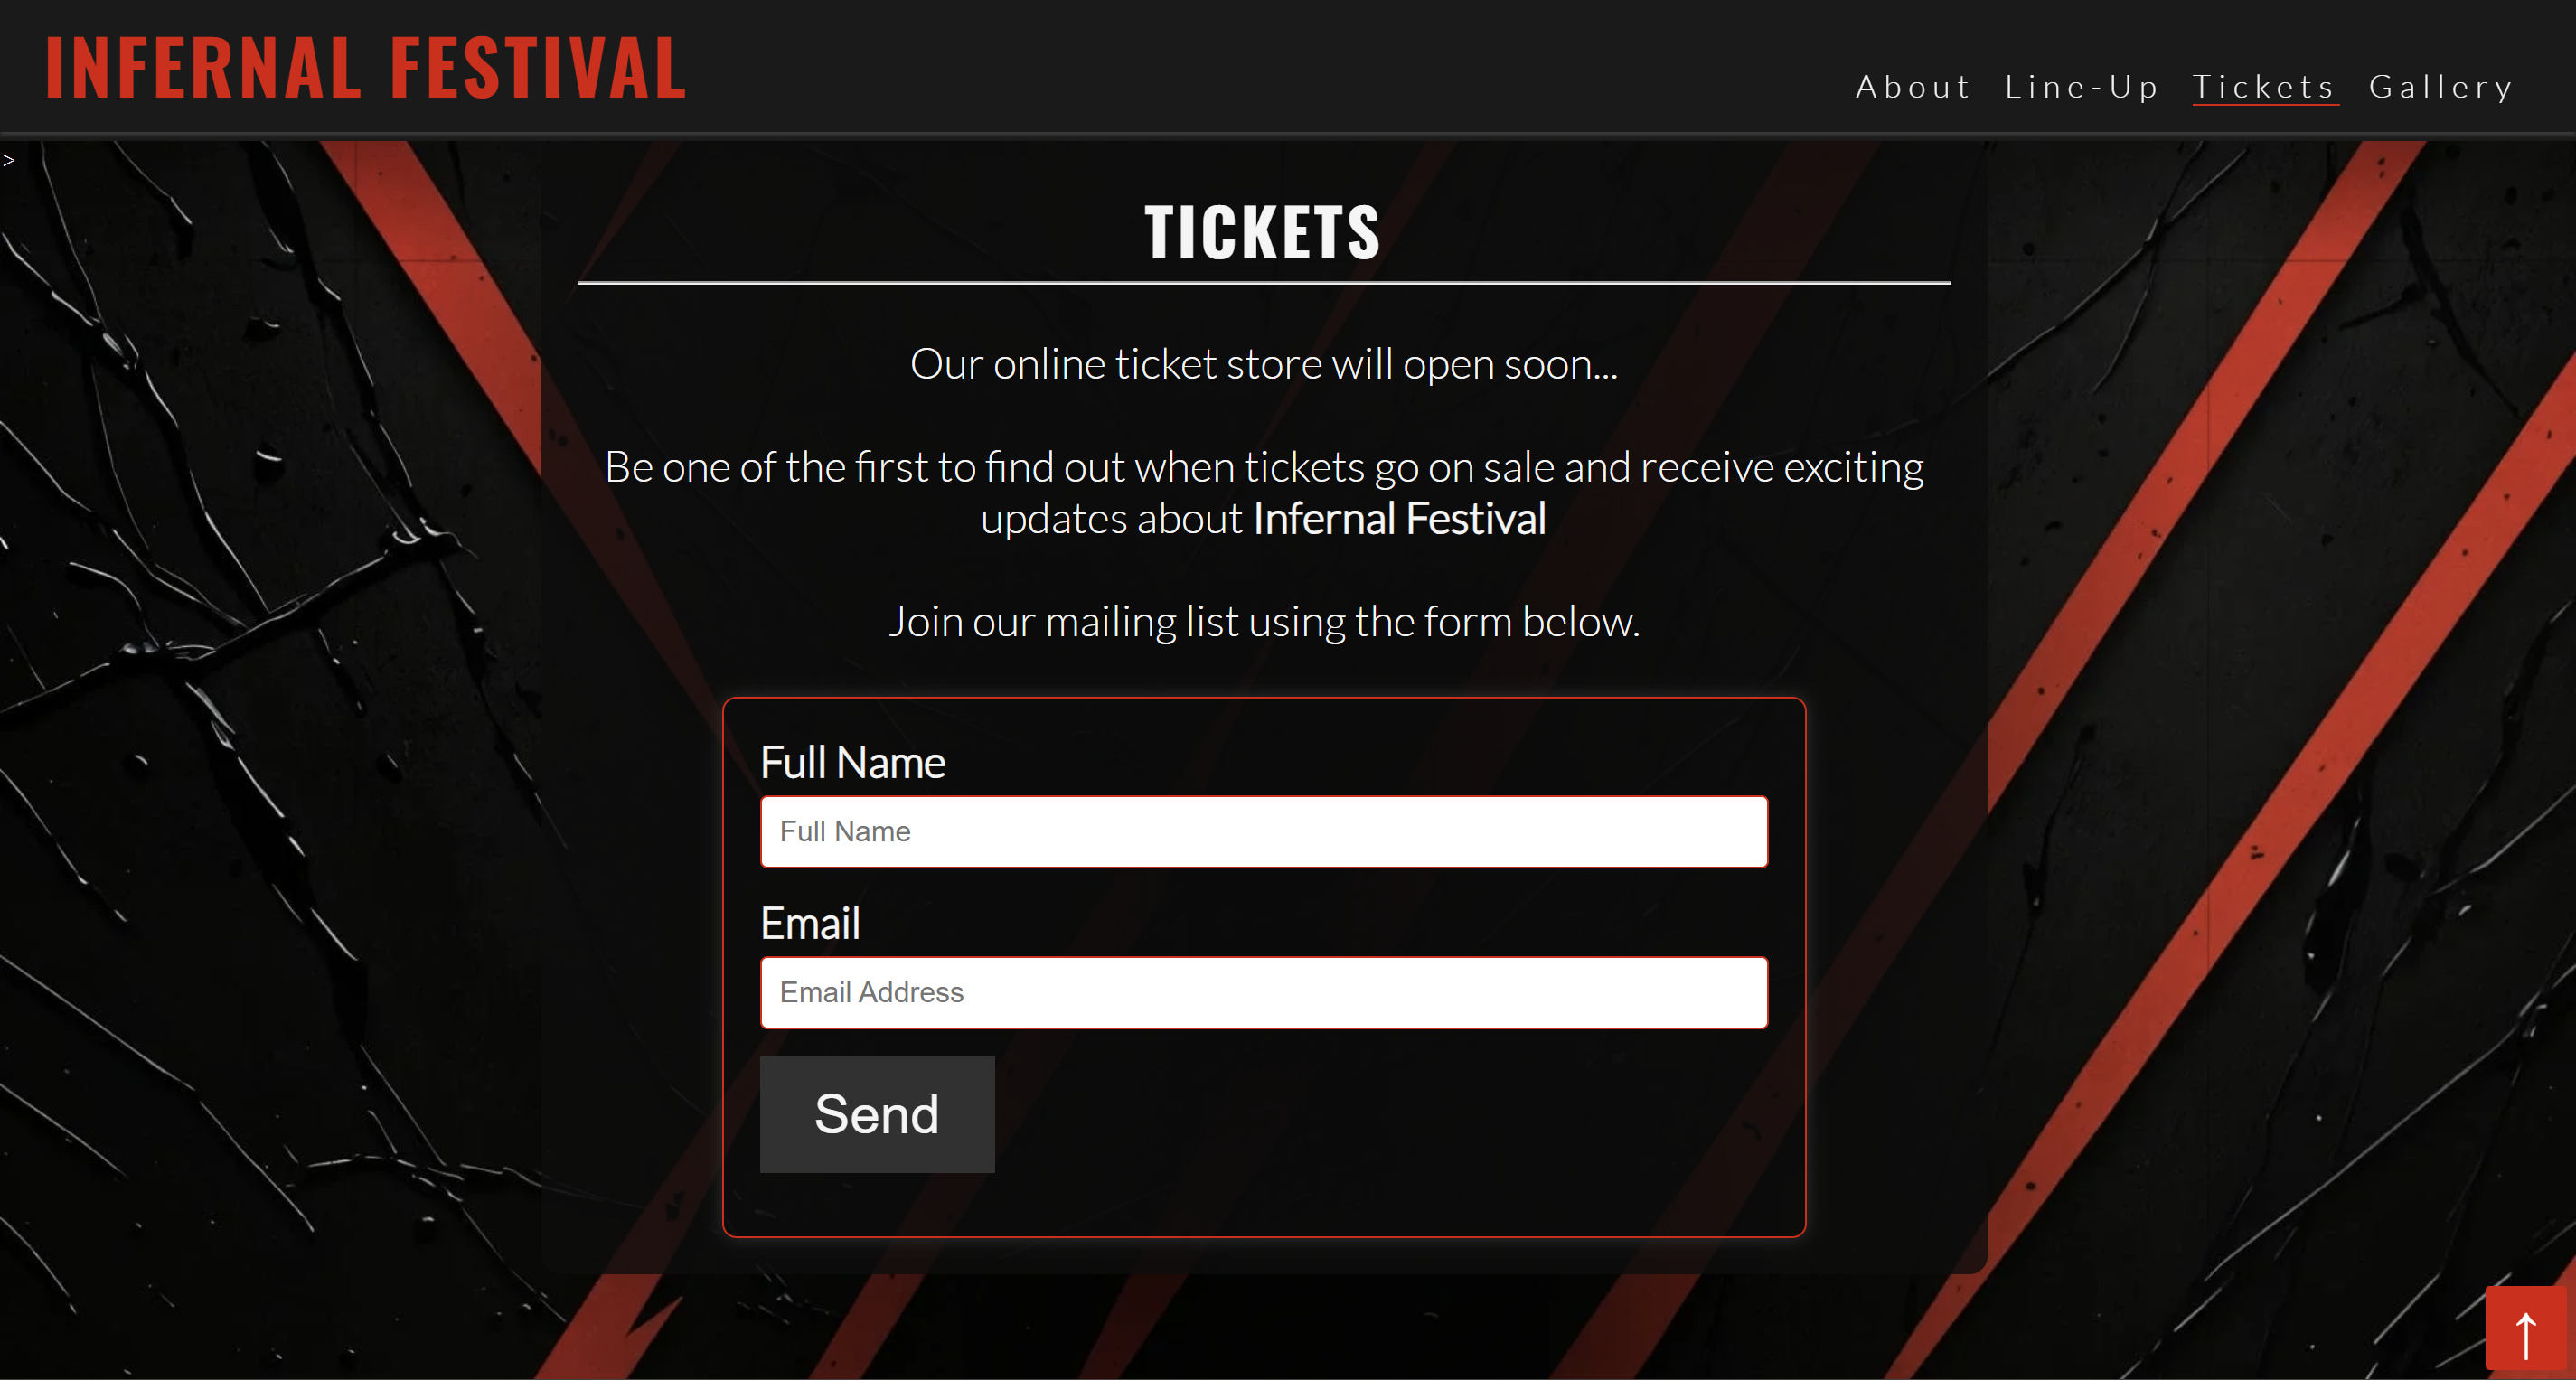 INFERNAL FESTIVAL
About Line-Up Tickets Gallery
>
TICKETS
Our online ticket store will open soon...
Be one of the first to find out when tickets go on sale and receive exciting
updates about Infernal Festival
Join our mailing list using the form below.
Full Name
Full Name
Email
Email Address
Send
↑